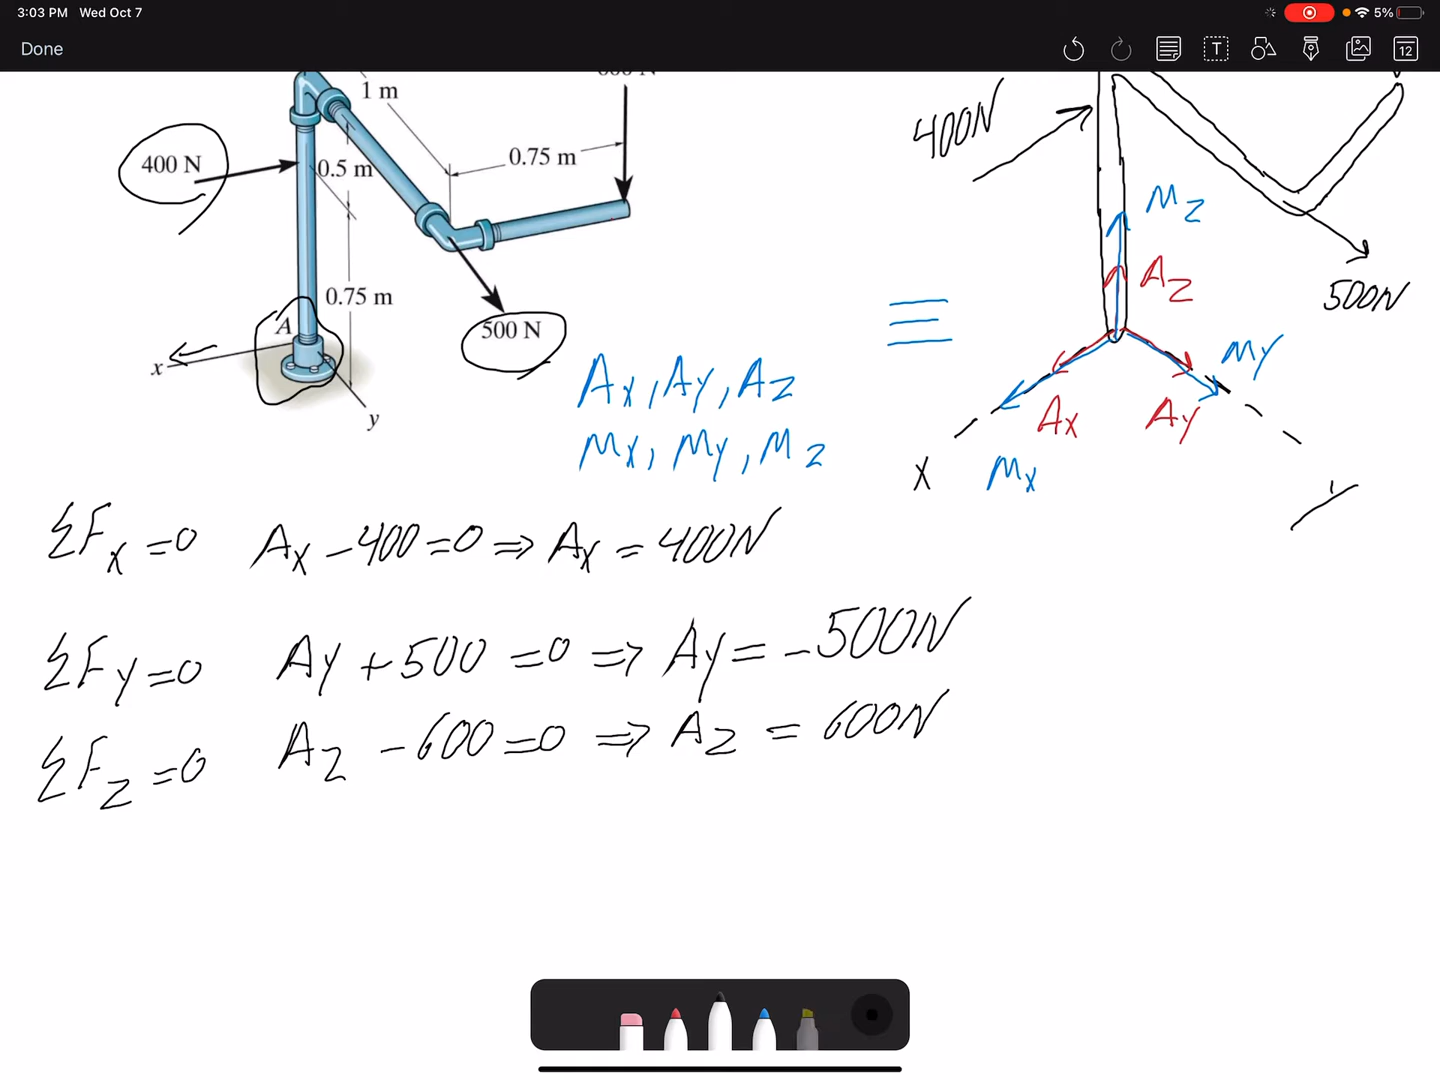 3:03 PM Wed Oct 7
5%
Done
T
12
1 m
400 N
0.5 m
0.75 m
0.75 m
A
x
y
500 N
400N
Mz
Az
500N
My
Ax
Ay
X
Mx
y
Ax, Ay, Az
Mx, My, Mz
ΣFx=0 Ax-400=0⇒Ax=400N
ΣFy=0 Ay+500=0⇒Ay=-500N
ΣFz=0 Az-600=0⇒Az=600N